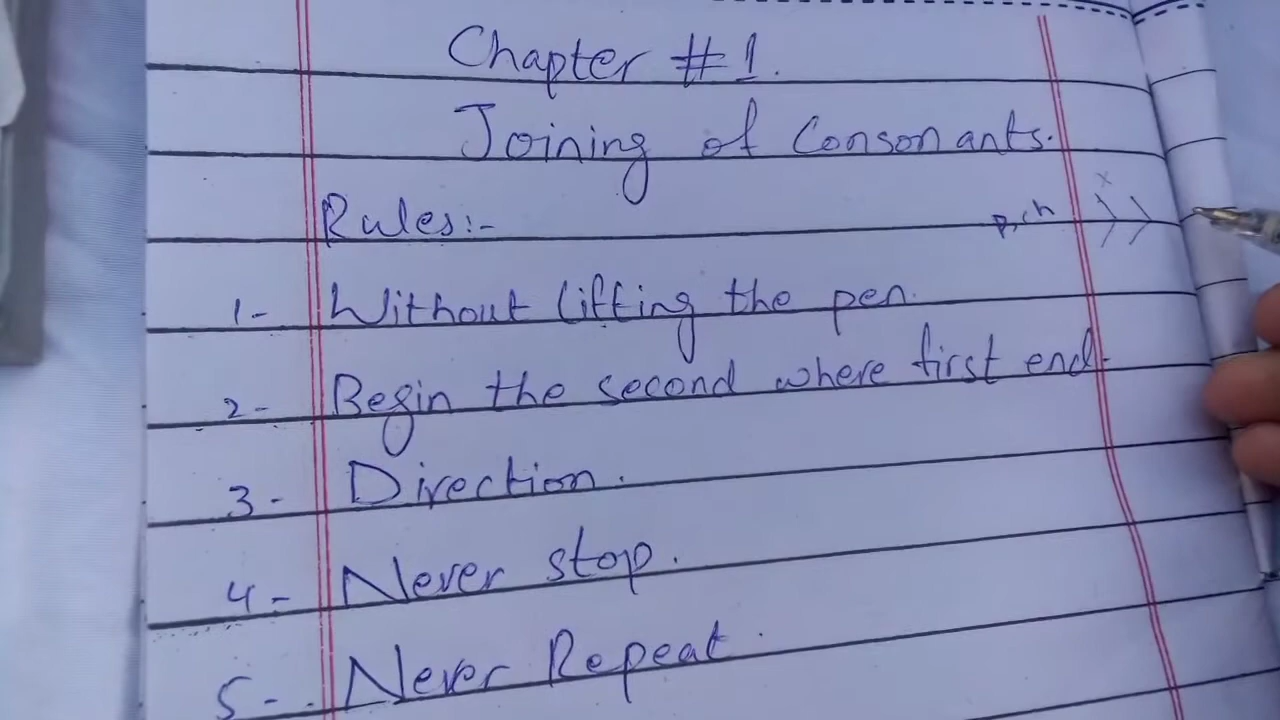 Chapter #1.
Joining of Consonants.
Rules:-
P, ch
1- Without lifting the pen.
2- Begin the second where first end.
3- Direction.
4- Never stop.
5- Never Repeat.